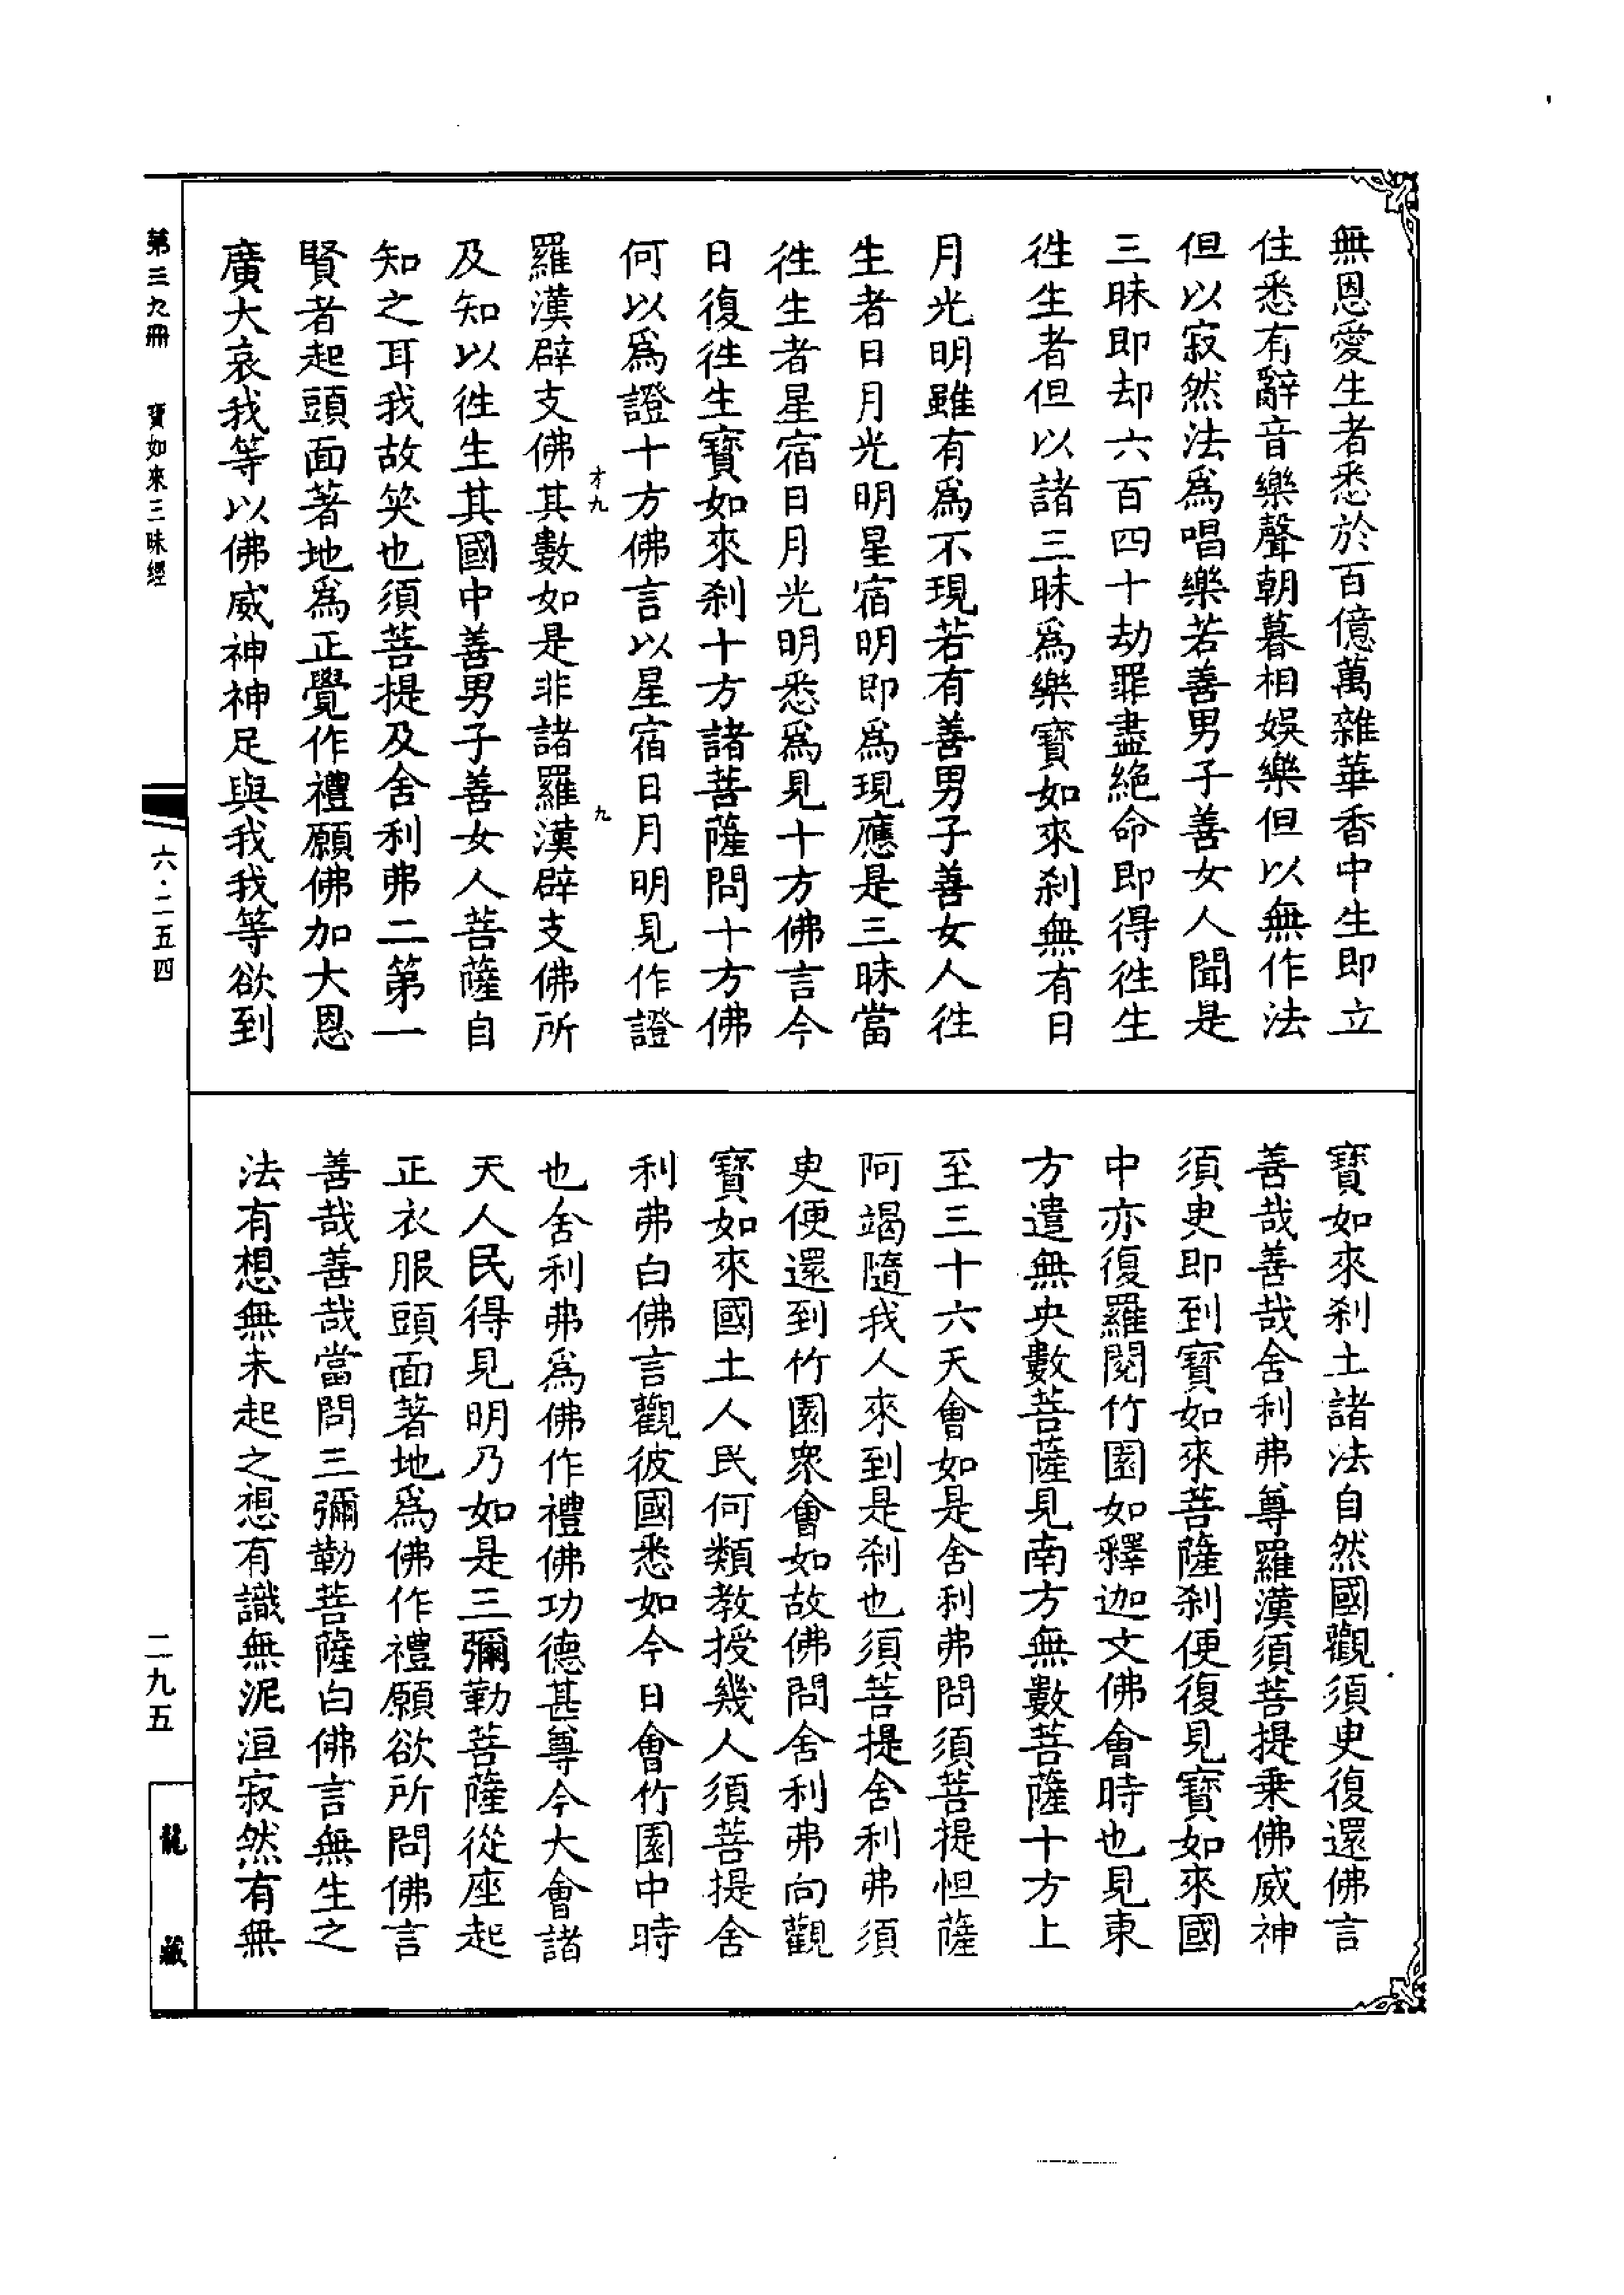 無恩愛生者悉於百億萬雜華香中生即立
住悉有辭音樂聲朝暮相娛樂但以無作法
但以寂然法爲唱樂若善男子善女人聞是
三昧即却六百四十劫罪盡絕命即得徃生
徃生者但以諸三昧爲樂寶如來刹無有日
月光明雖有爲不現若有善男子善女人徃
生者日月光明星宿明即爲現應是三昧當
徃生者星宿日月光明悉爲見十方佛言今
日復徃生寶如來刹十方諸菩薩問十方佛
何以爲證十方佛言以星宿日月明見作證
才九
九
羅漢辟支佛其數如是非諸羅漢辟支佛所
及知以徃生其國中善男子善女人菩薩自
知之耳我故笑也須菩提及舍利弗二第一
賢者起頭面著地爲正覺作禮願佛加大恩
廣大哀我等以佛威神神足與我我等欲到
寶如來刹土諸法自然國觀須臾復還佛言
善哉善哉舍利弗尊羅漢須菩提乘佛威神
須臾即到寶如來菩薩刹便復見寶如來國
中亦復羅閱竹園如釋迦文佛會時也見東
方遣無央數菩薩見南方無數菩薩十方上
至三十六天會如是舍利弗問須菩提怛薩
阿竭隨我人來到是刹也須菩提舍利弗須
臾便還到竹園衆會如故佛問舍利弗向觀
寶如來國土人民何類教授幾人須菩提舍
利弗白佛言觀彼國悉如今日會竹園中時
也舍利弗爲佛作禮佛功德甚尊今大會諸
天人民得見明乃如是三彌勒菩薩從座起
正衣服頭面著地爲佛作禮願欲所問佛言
善哉善哉當問三彌勒菩薩白佛言無生之
法有想無未起之想有識無泥洹寂然有無
第三九冊 寶如來三昧經
六·二五四
二九五
龍藏